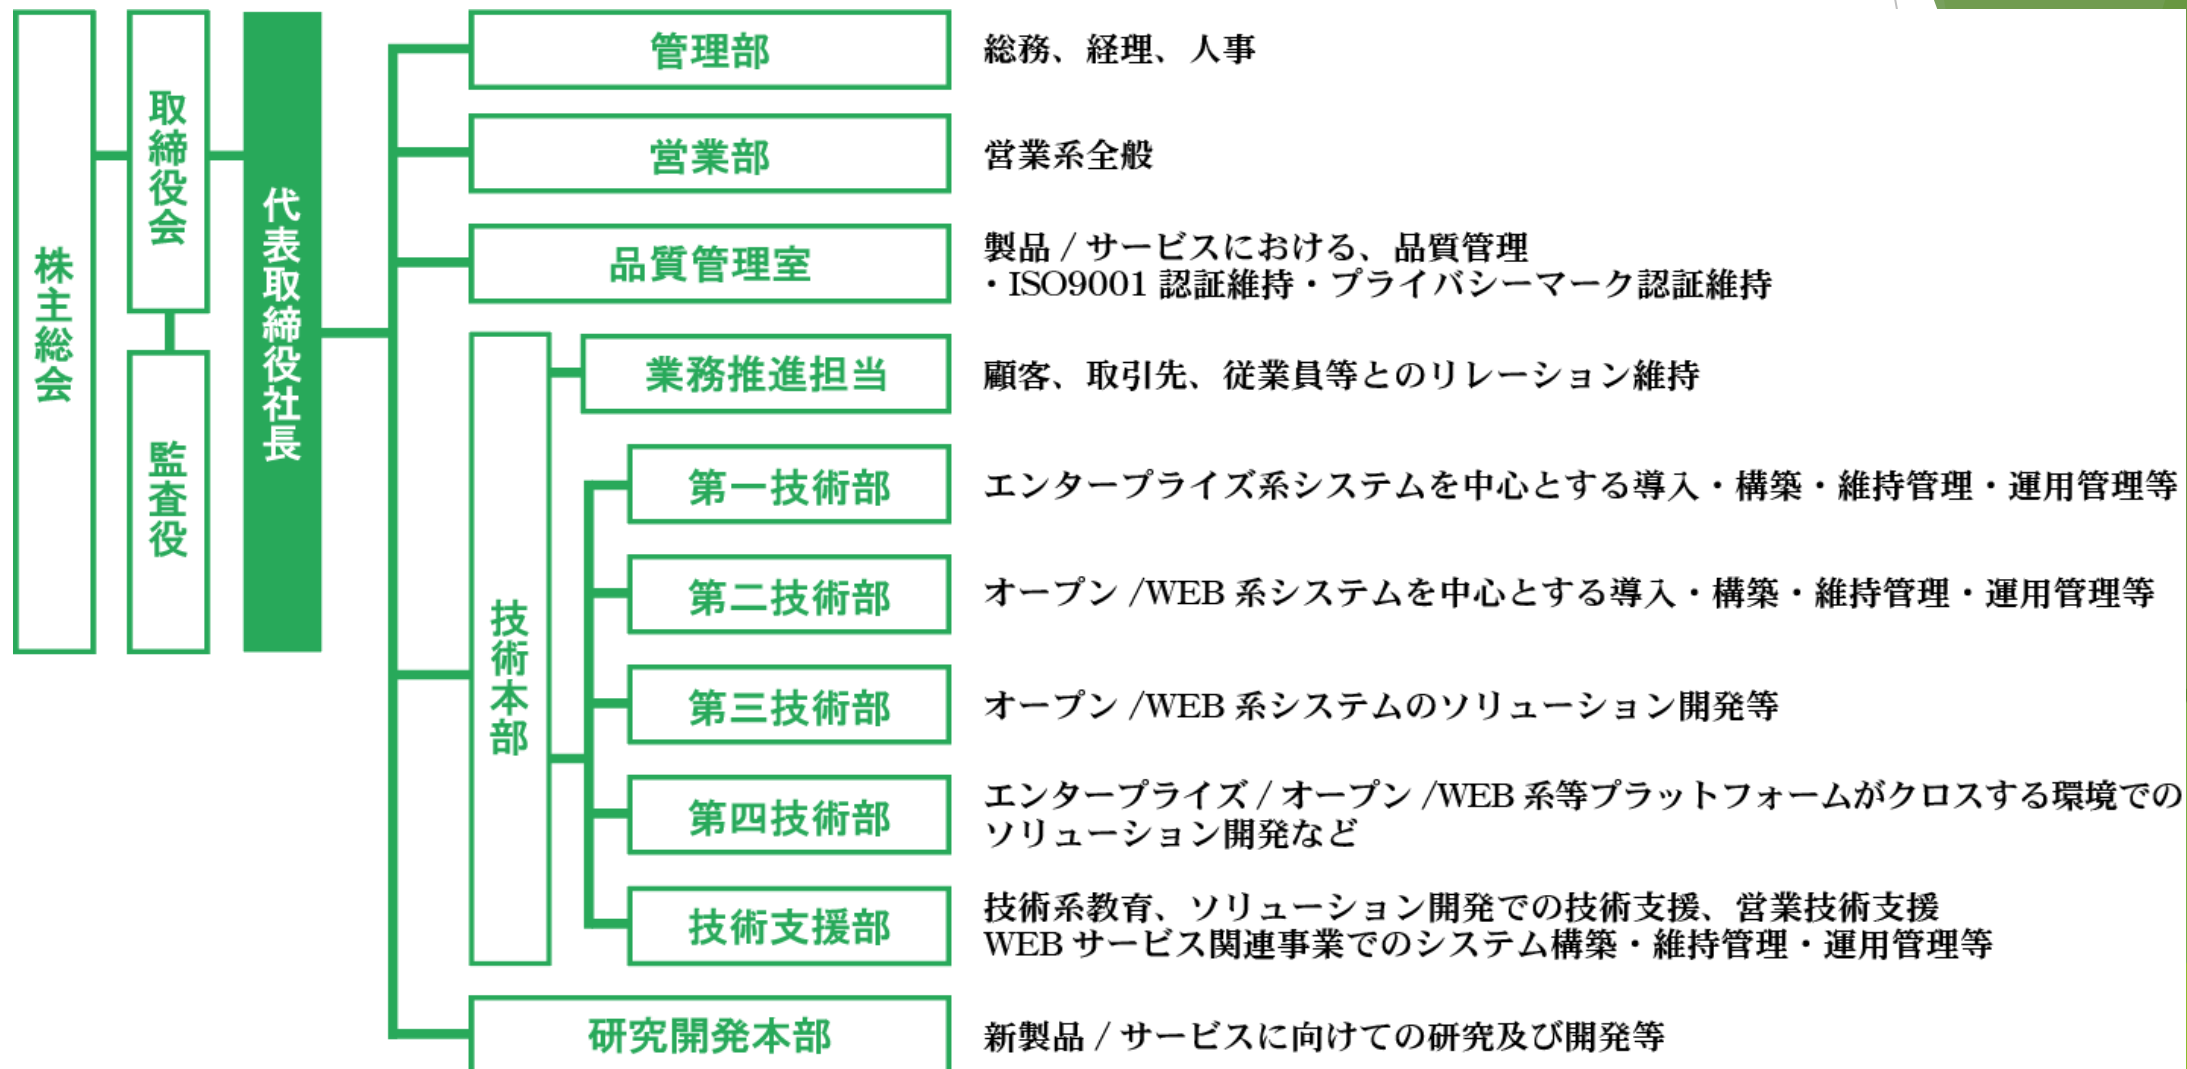 株主総会
取締役会
監査役
代表取締役社長
管理部
総務、経理、人事
営業部
営業系全般
品質管理室
製品 / サービスにおける、品質管理
・ISO9001 認証維持・プライバシーマーク認証維持
技術本部
業務推進担当
顧客、取引先、従業員等とのリレーション維持
第一技術部
エンタープライズ系システムを中心とする導入・構築・維持管理・運用管理等
第二技術部
オープン /WEB 系システムを中心とする導入・構築・維持管理・運用管理等
第三技術部
オープン /WEB 系システムのソリューション開発等
第四技術部
エンタープライズ / オープン /WEB 系等プラットフォームがクロスする環境での
ソリューション開発など
技術支援部
技術系教育、ソリューション開発での技術支援、営業技術支援
WEB サービス関連事業でのシステム構築・維持管理・運用管理等
研究開発本部
新製品 / サービスに向けての研究及び開発等